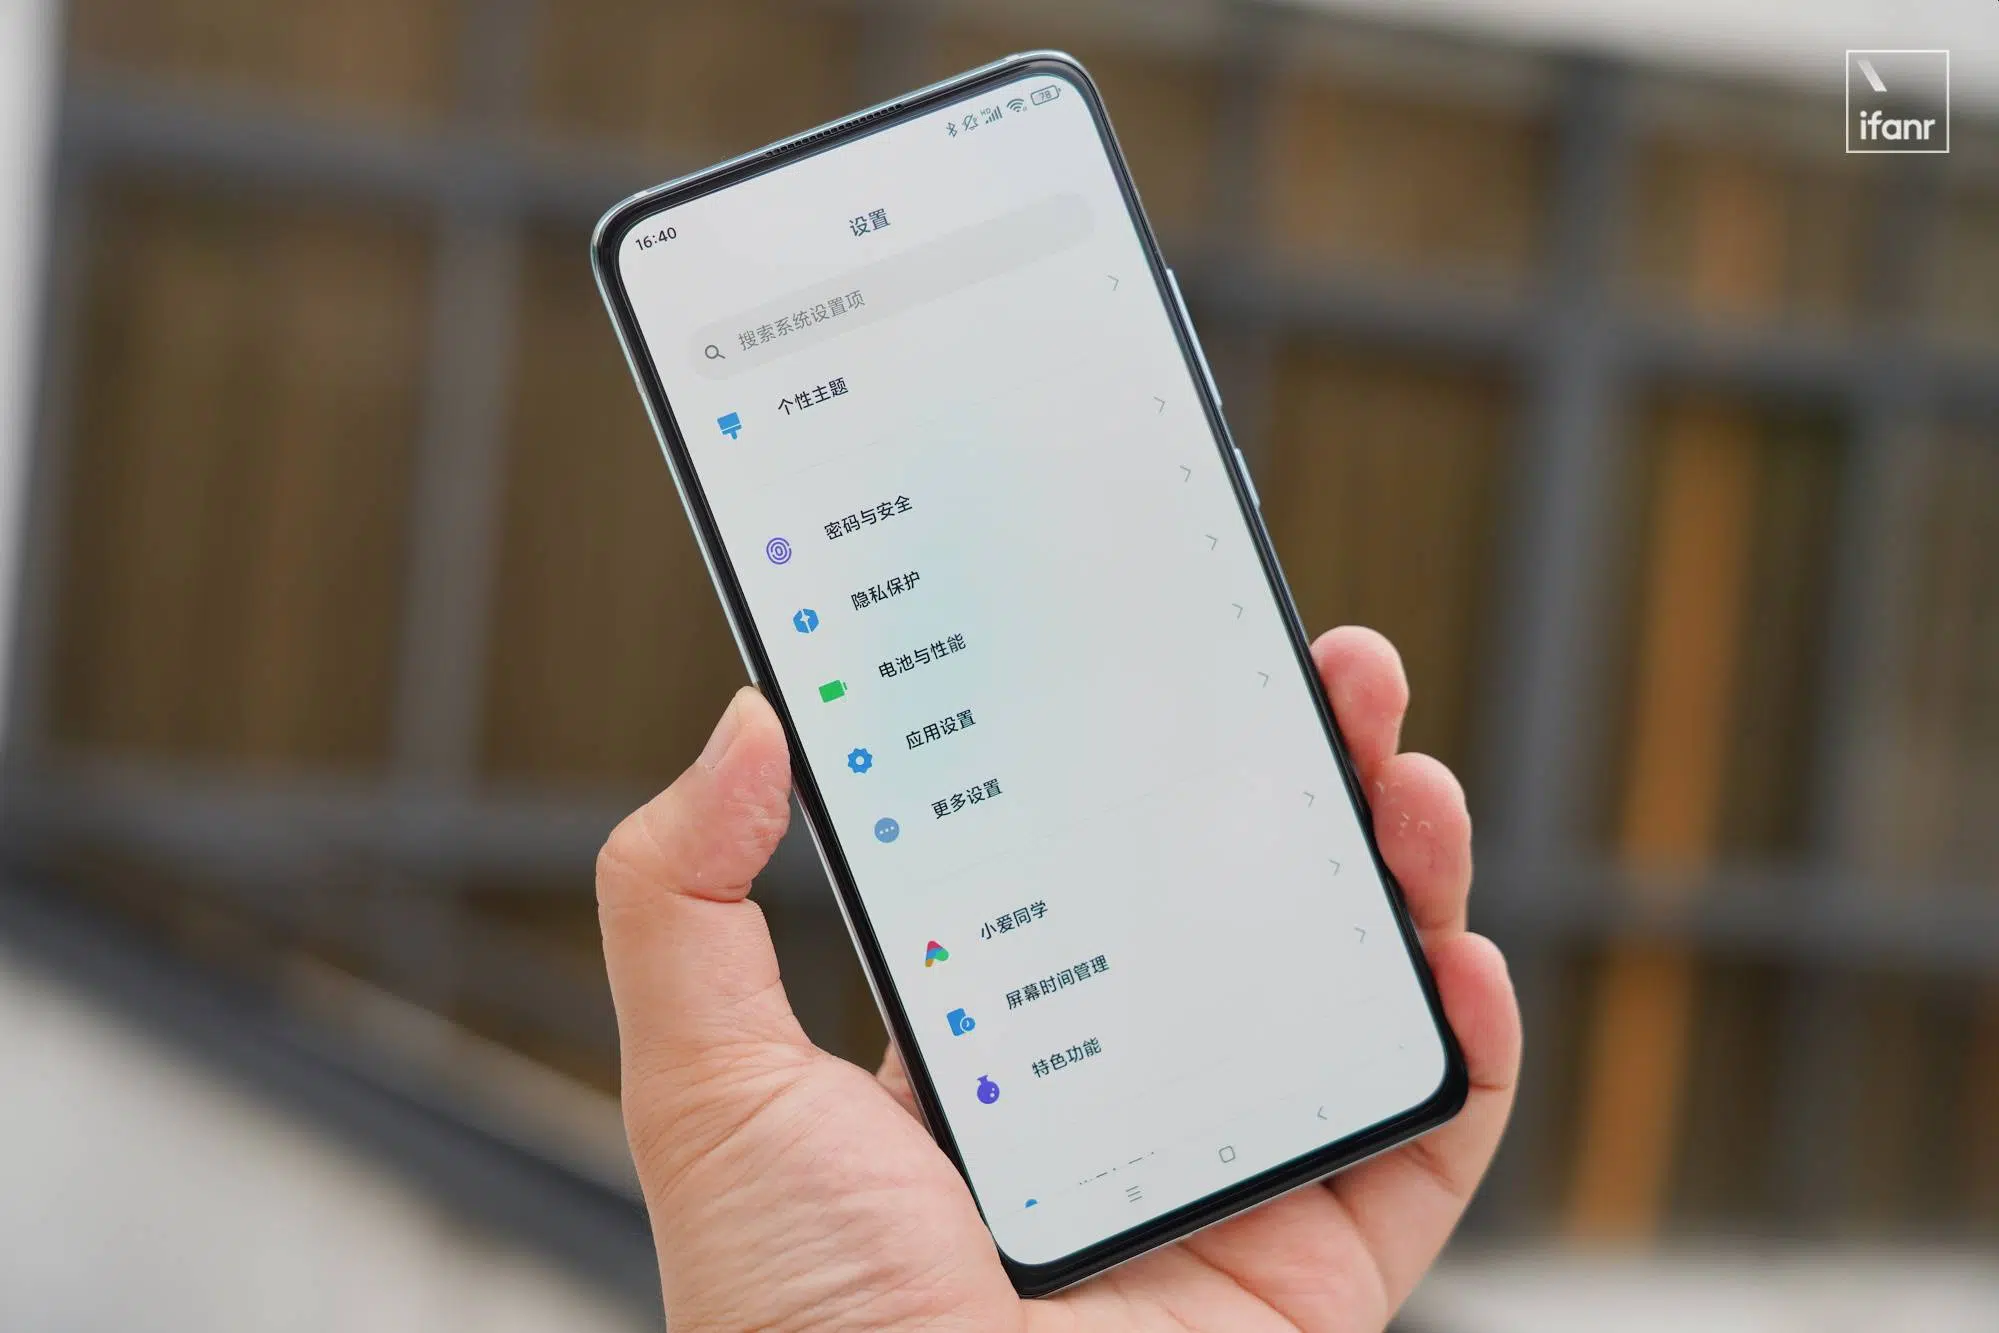 ifanr
16:40
HD
78
设置
搜索系统设置项
个性主题
密码与安全
隐私保护
电池与性能
应用设置
更多设置
小爱同学
屏幕时间管理
特色功能